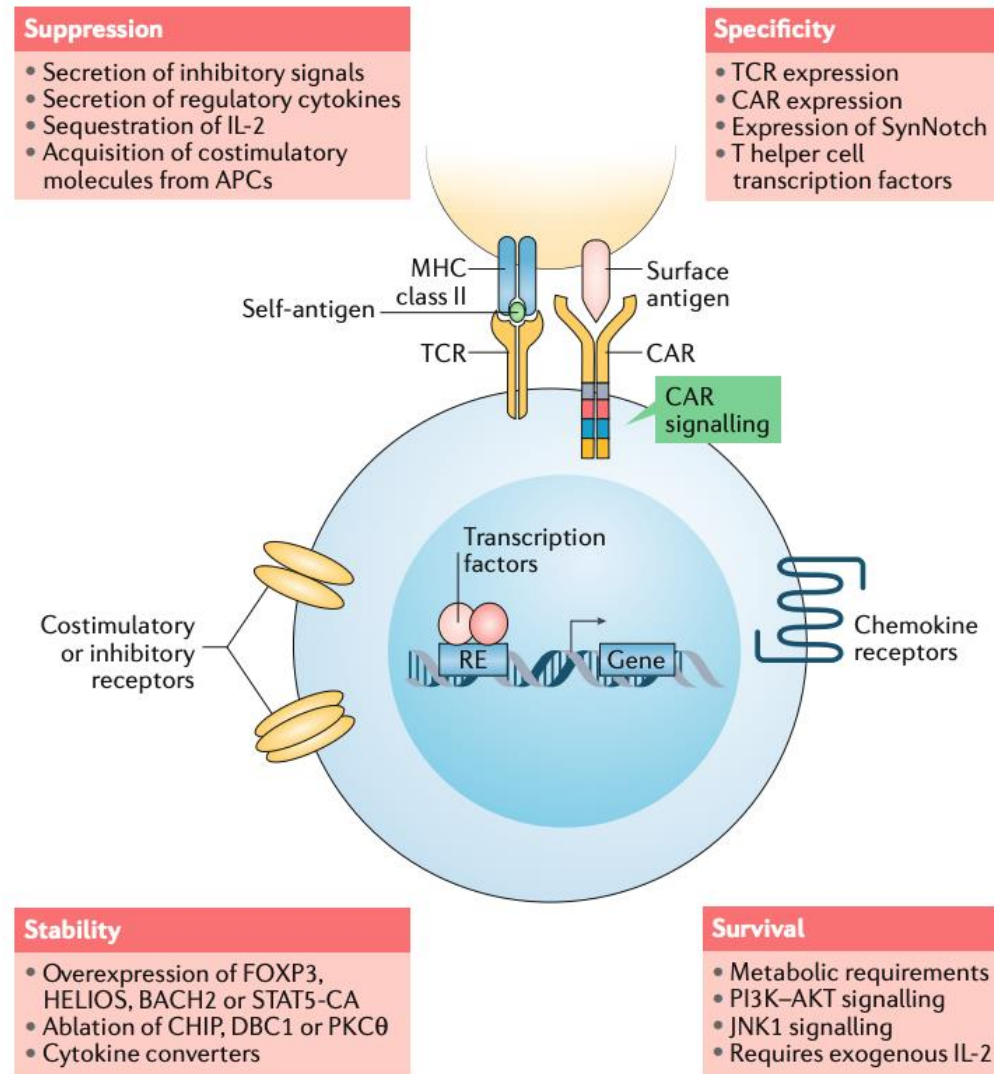 Suppression
• Secretion of inhibitory signals
• Secretion of regulatory cytokines
• Sequestration of IL-2
• Acquisition of costimulatory
molecules from APCs
Specificity
• TCR expression
• CAR expression
• Expression of SynNotch
• T helper cell
transcription factors
MHC
class II
Self-antigen
TCR
Surface
antigen
CAR
CAR
signalling
Transcription
factors
RE
Gene
Costimulatory
or inhibitory
receptors
Chemokine
receptors
Stability
• Overexpression of FOXP3,
HELIOS, BACH2 or STAT5-CA
• Ablation of CHIP, DBC1 or PKCθ
• Cytokine converters
Survival
• Metabolic requirements
• PI3K–AKT signalling
• JNK1 signalling
• Requires exogenous IL-2